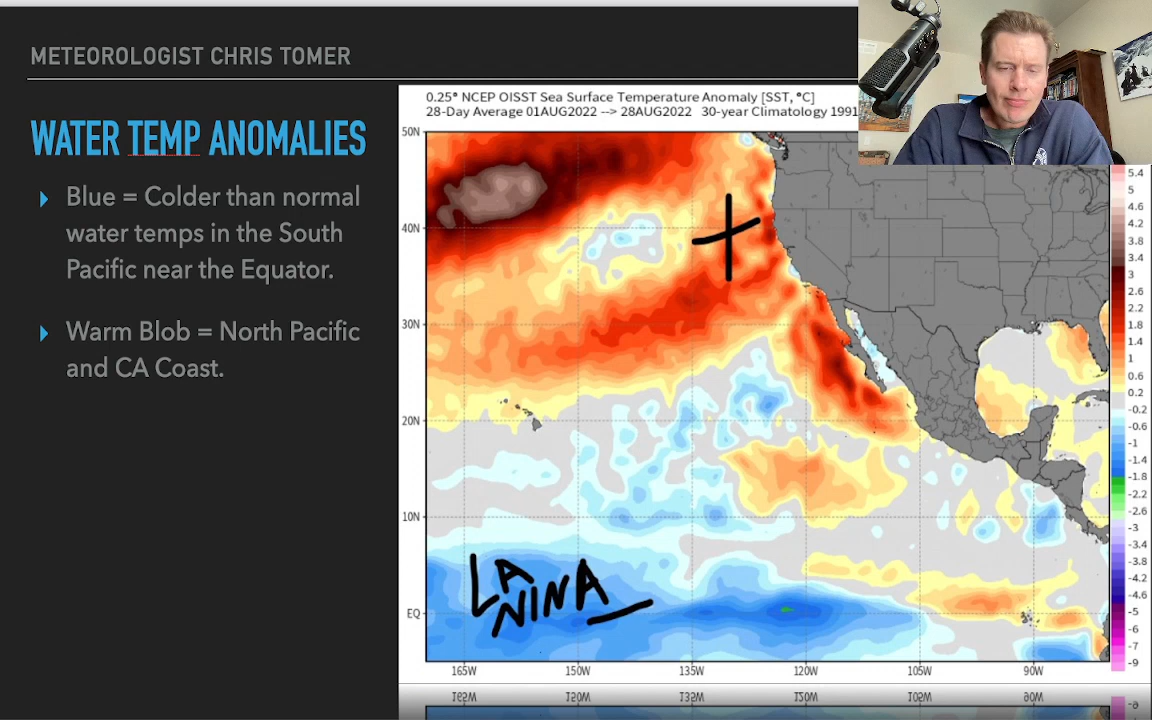 METEOROLOGIST CHRIS TOMER
WATER TEMP ANOMALIES
Blue = Colder than normal
water temps in the South
Pacific near the Equator.
Warm Blob = North Pacific
and CA Coast.
0.25° NCEP OISST Sea Surface Temperature Anomaly [SST, °C]
28-Day Average 01AUG2022 --> 28AUG2022 30-year Climatology 1991
50N
40N
30N
20N
10N
EQ
LA
NINA
165W 150W 135W 120W 105W 90W
5.4
5
4.6
4.2
3.8
3.4
3
2.6
2.2
1.8
1.4
1
0.6
0.2
-0.2
-0.6
-1
-1.4
-1.8
-2.2
-2.6
-3
-3.4
-3.8
-4.2
-4.6
-5
-6
-7
-9